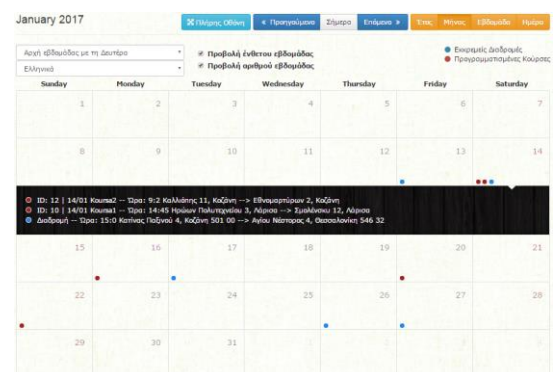 January 2017
Πλήρης Οθόνη « Προηγούμενο Σήμερο Επόμενο » Έτος Μήνας Εβδομάδα Ημέρα
Αρχή εβδομάδος με τη Δευτέρα
Προβολή ένθετου εβδομάδας
Εκκρεμείς Διαδρομές
Ελληνικά
Προβολή αριθμού εβδομάδας
Προγραμματισμένες Κούρσες
Sunday Monday Tuesday Wednesday Thursday Friday Saturday
1 2 3 4 5 6 7
8 9 10 11 12 13 14
ID: 12 | 14/01 Koursa2 -- Ώρα: 9:2 Καλλιόπης 11, Κοζάνη --> Εθνομαρτύρων 2, Κοζάνη
ID: 10 | 14/01 Koursa1 -- Ώρα: 14:45 Ηρώων Πολυτεχνείου 3, Λάρισα --> Σμολένσκυ 12, Λάρισα
Διαδρομή -- Ώρα: 15:0 Κατίνας Παξινού 4, Κοζάνη 501 00 --> Αγίου Νέστορος 4, Θεσσαλονίκη 546 32
15 16 17 18 19 20 21
22 23 24 25 26 27 28
29 30 31